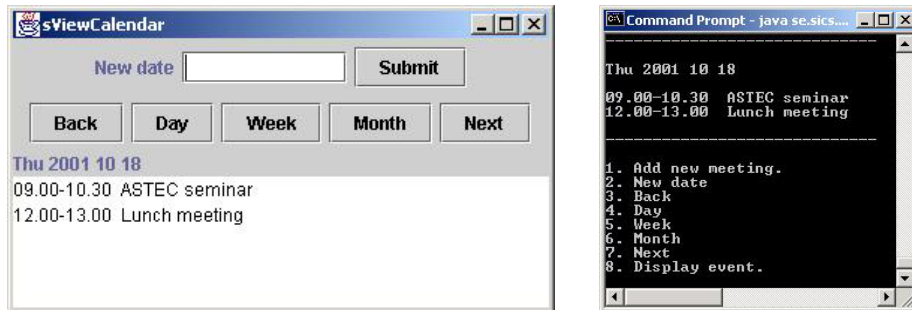 sViewCalendar
New date Submit
Back Day Week Month Next
Thu 2001 10 18
09.00-10.30 ASTEC seminar
12.00-13.00 Lunch meeting
Command Prompt - java se.sics....
Thu 2001 10 18
09.00-10.30 ASTEC seminar
12.00-13.00 Lunch meeting
1. Add new meeting.
2. New date
3. Back
4. Day
5. Week
6. Month
7. Next
8. Display event.